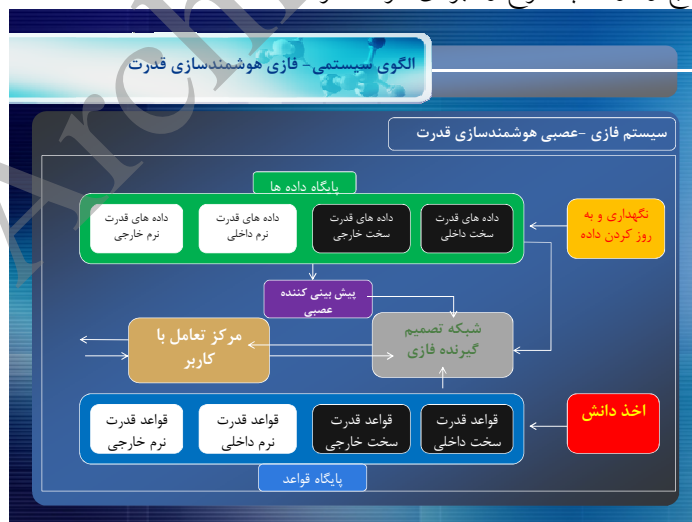 الگوی سیستمی- فازی هوشمندسازی قدرت
سیستم فازی -عصبی هوشمندسازی قدرت
پایگاه داده ها
نگهداری و به
روز کردن داده
داده های قدرت
سخت داخلی
داده های قدرت
سخت خارجی
داده های قدرت
نرم داخلی
داده های قدرت
نرم خارجی
پیش بینی کننده
عصبی
شبکه تصمیم
گیرنده فازی
مرکز تعامل با
کاربر
اخذ دانش
قواعد قدرت
سخت داخلی
قواعد قدرت
سخت خارجی
قواعد قدرت
نرم داخلی
قواعد قدرت
نرم خارجی
پایگاه قواعد